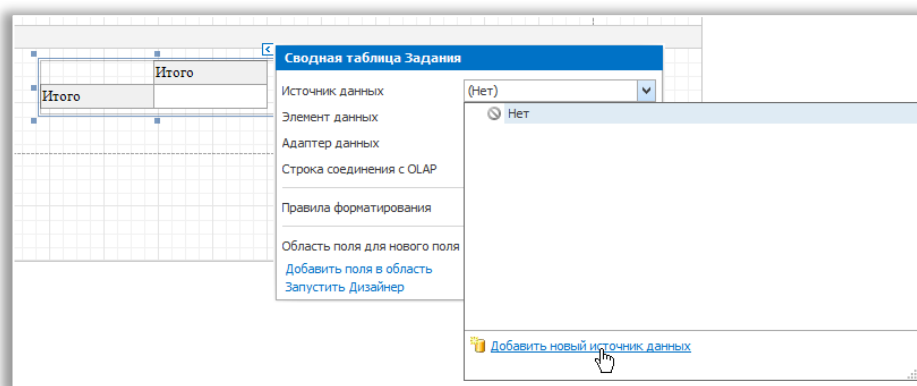 Итого
Итого
Сводная таблица Задания
Источник данных
(Нет)
Элемент данных
Адаптер данных
Строка соединения с OLAP
Правила форматирования
Область поля для нового поля
Добавить поля в область
Запустить Дизайнер
Нет
Добавить новый источник данных